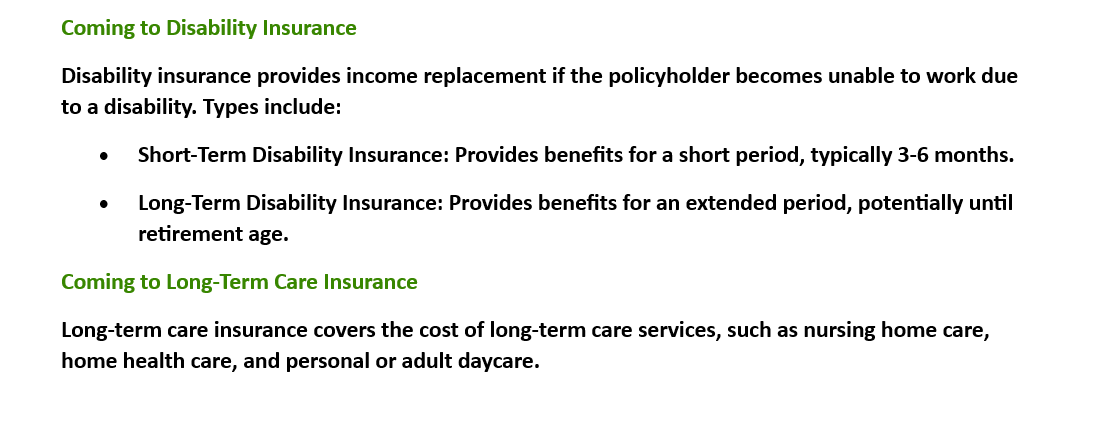 Coming to Disability Insurance
Disability insurance provides income replacement if the policyholder becomes unable to work due
to a disability. Types include:
• Short-Term Disability Insurance: Provides benefits for a short period, typically 3-6 months.
• Long-Term Disability Insurance: Provides benefits for an extended period, potentially until
retirement age.
Coming to Long-Term Care Insurance
Long-term care insurance covers the cost of long-term care services, such as nursing home care,
home health care, and personal or adult daycare.